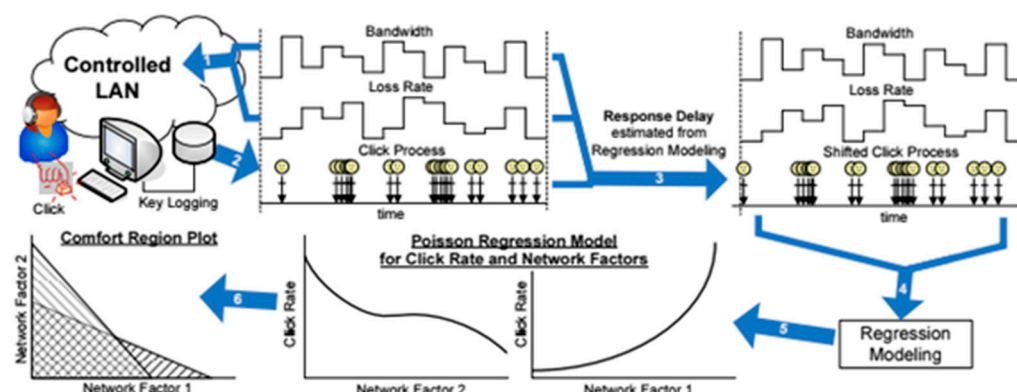 Controlled
LAN
Click
Key Logging
1
2
Bandwidth
Loss Rate
Click Process
time
Response Delay
estimated from
Regression Modeling
3
Bandwidth
Loss Rate
Shifted Click Process
time
4
Regression
Modeling
5
Poisson Regression Model
for Click Rate and Network Factors
Click Rate
Network Factor 2
Click Rate
Network Factor 1
6
Comfort Region Plot
Network Factor 2
Network Factor 1